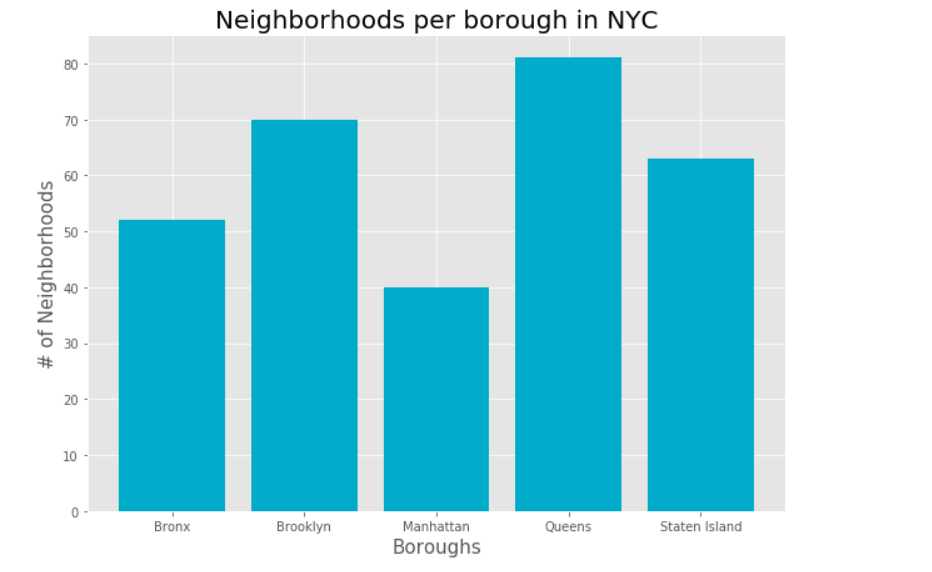 Neighborhoods per borough in NYC
80
70
60
50
40
30
20
10
0
# of Neighborhoods
Bronx Brooklyn Manhattan Queens Staten Island
Boroughs